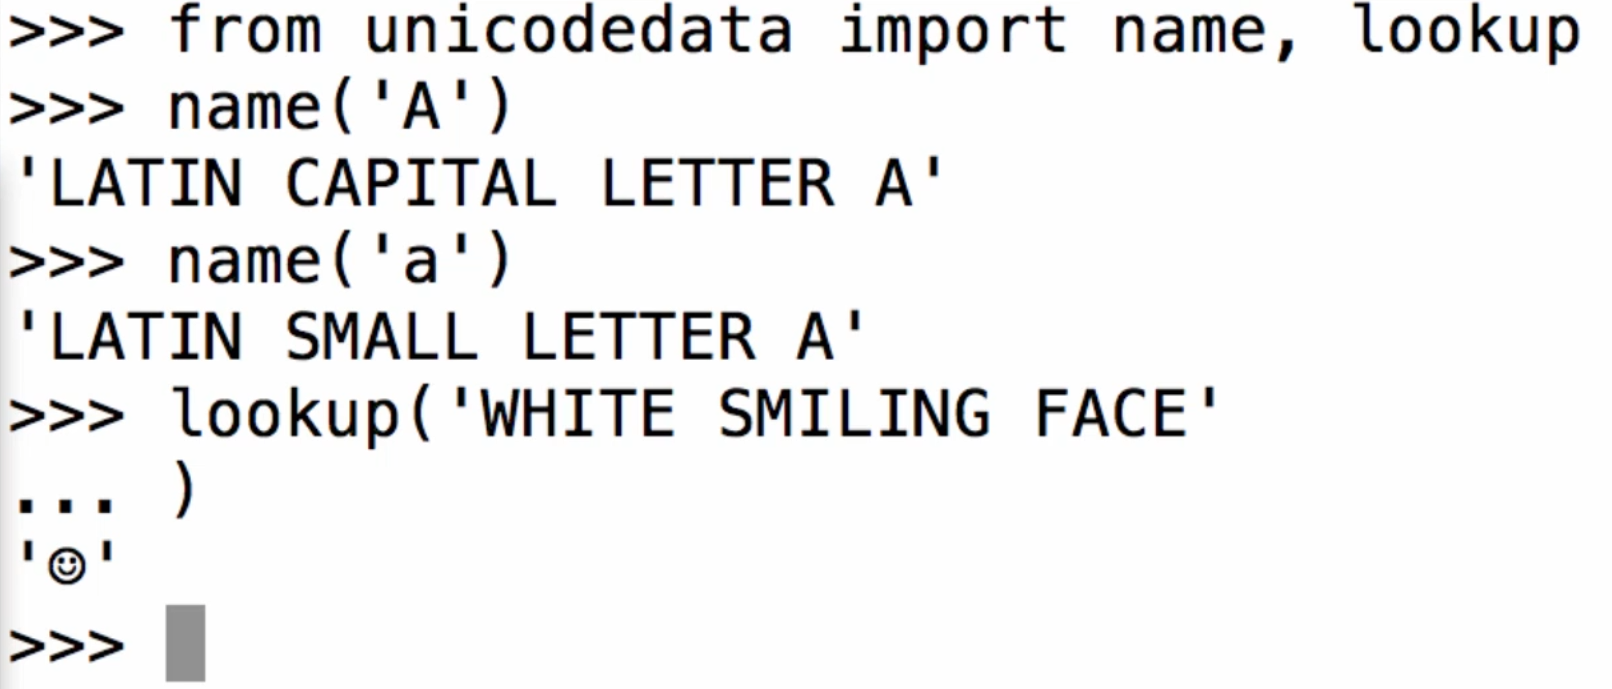 >>> from unicodedata import name, lookup
>>> name('A')
'LATIN CAPITAL LETTER A'
>>> name('a')
'LATIN SMALL LETTER A'
>>> lookup('WHITE SMILING FACE'
... )
'☺'
>>>